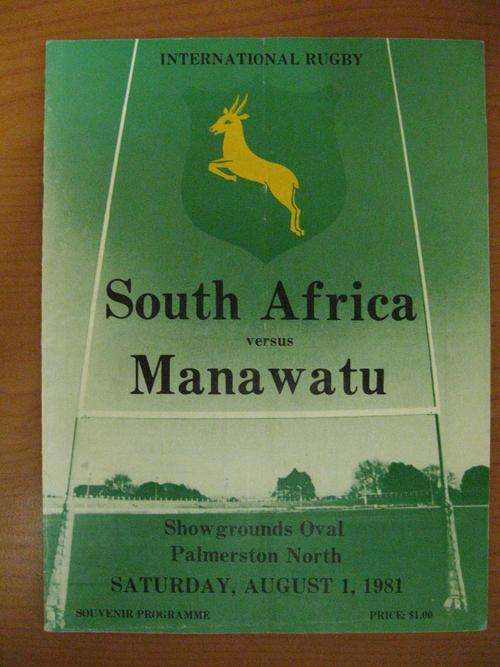 INTERNATIONAL RUGBY
South Africa
versus
Manawatu
Showgrounds Oval
Palmerston North
SATURDAY, AUGUST 1, 1981
SOUVENIR PROGRAMME PRICE: $1.00